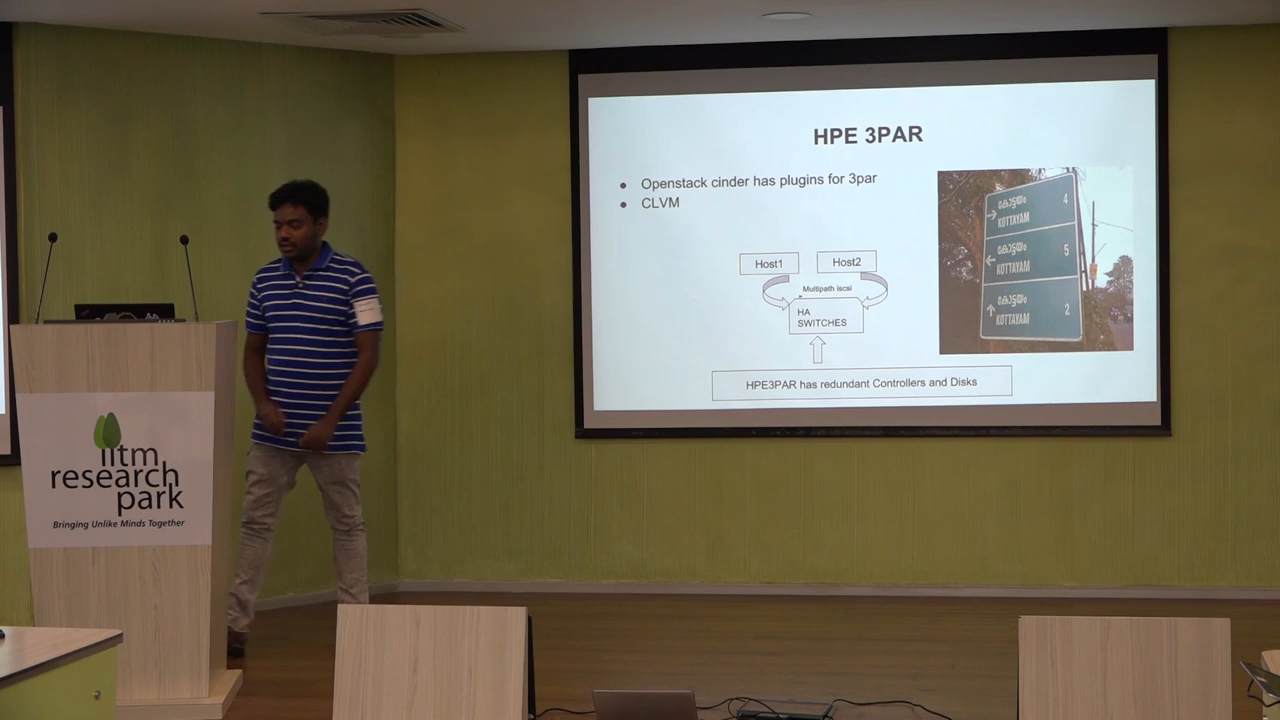 HPE 3PAR
● Openstack cinder has plugins for 3par
● CLVM
Host1
Host2
Multipath iscsi
HA
SWITCHES
HPE3PAR has redundant Controllers and Disks
കോട്ടയം
KOTTAYAM
4
കോട്ടയം
KOTTAYAM
5
കോട്ടയം
KOTTAYAM
2
iitm
research
park
Bringing Unlike Minds Together